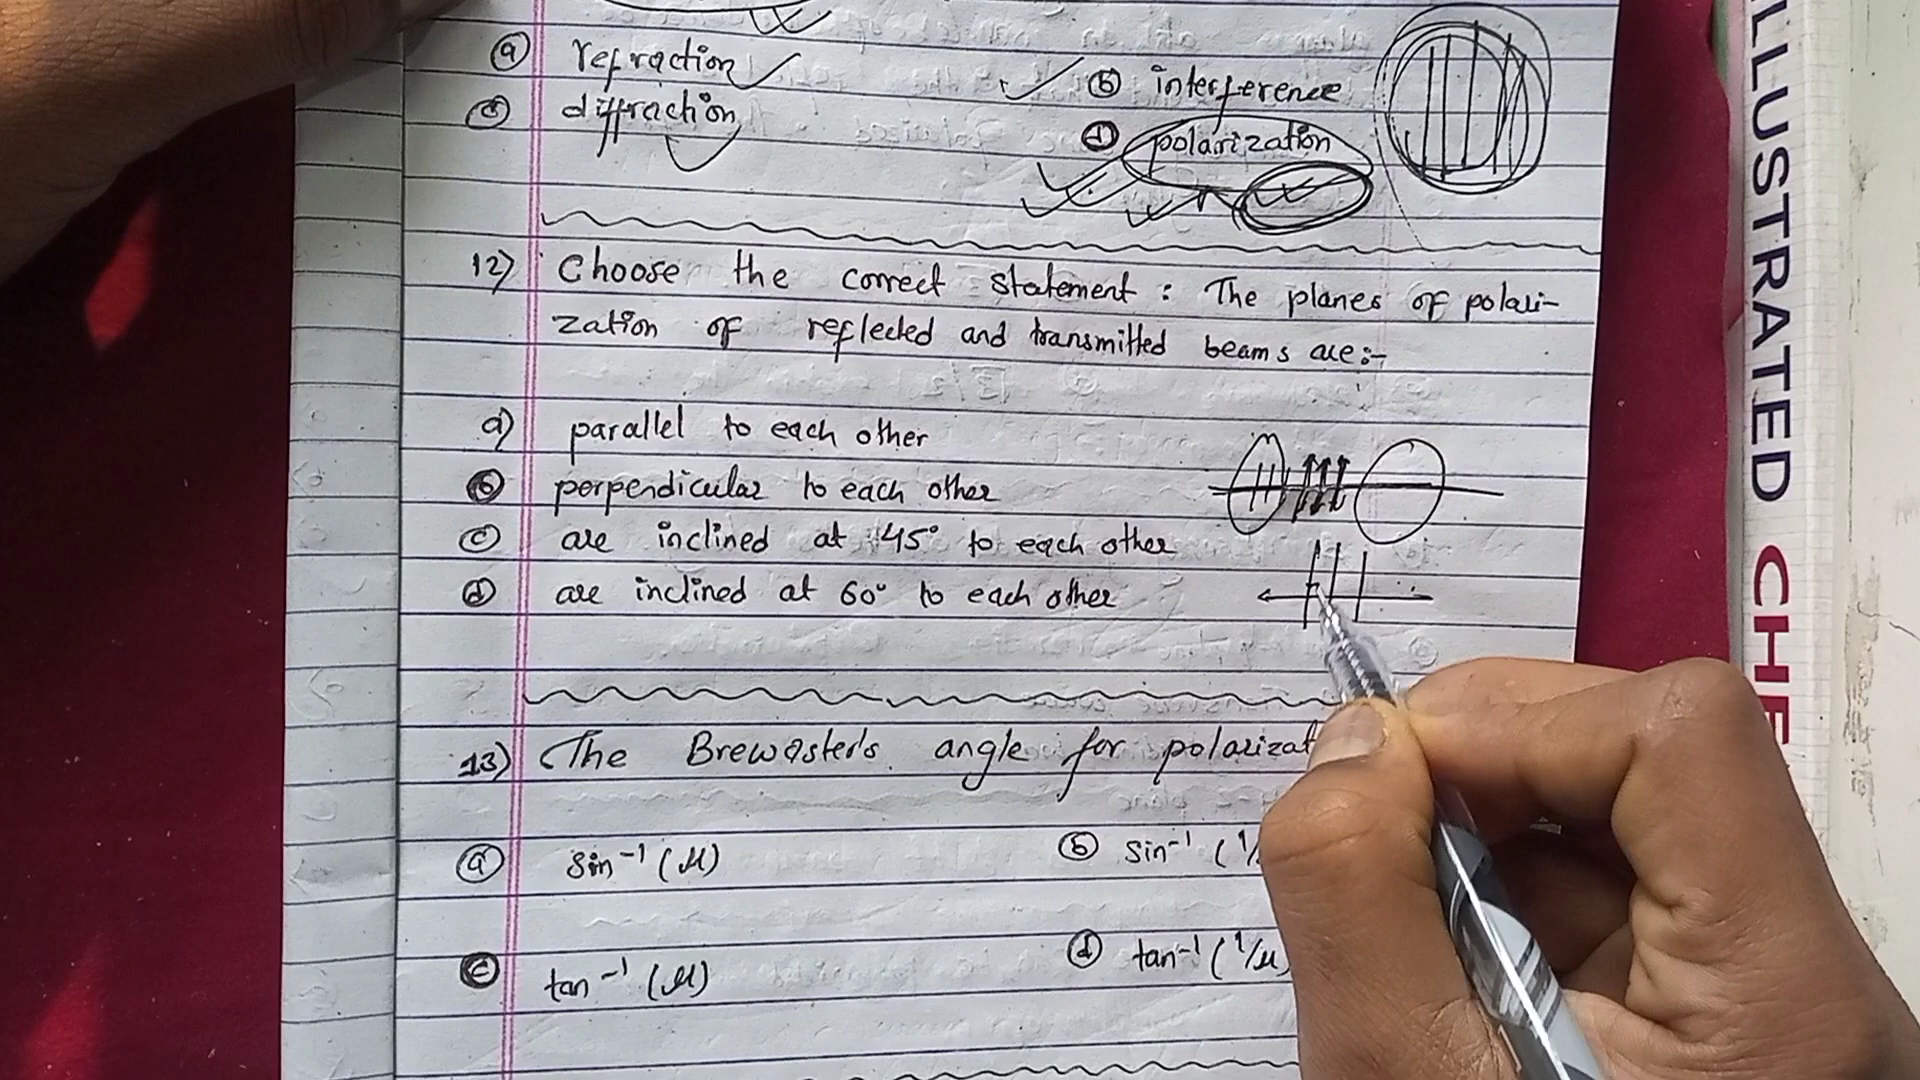 (a) refraction
(b) interference
(c) diffraction
(d) polarization
12) Choose the correct statement : The planes of polari-
zation of reflected and transmitted beams are:-
a) parallel to each other
(b) perpendicular to each other
(c) are inclined at 45° to each other
(d) are inclined at 60° to each other
13) The Brewster's angle for polarizat
(a) Sin⁻¹ (μ)
(b) Sin⁻¹ (1/
(c) tan⁻¹ (μ)
(d) tan⁻¹ (1/μ)
LLUSTRATED CHE